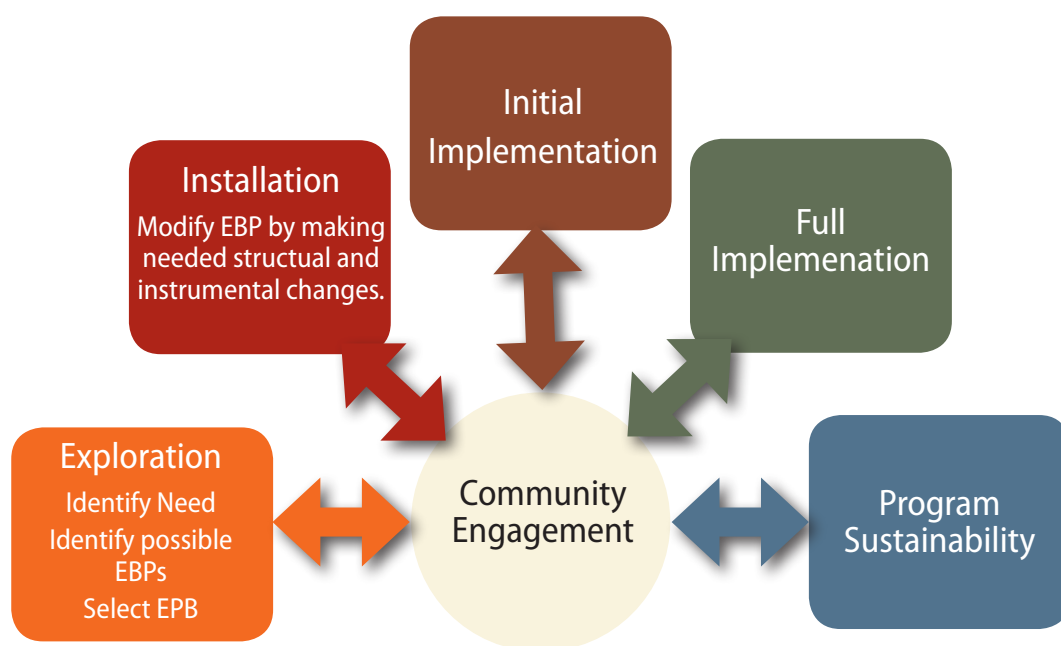 Initial
Implementation
Installation
Modify EBP by making
needed structual and
instrumental changes.
Full
Implemenation
Exploration
Identify Need
Identify possible
EBPs
Select EPB
Community
Engagement
Program
Sustainability